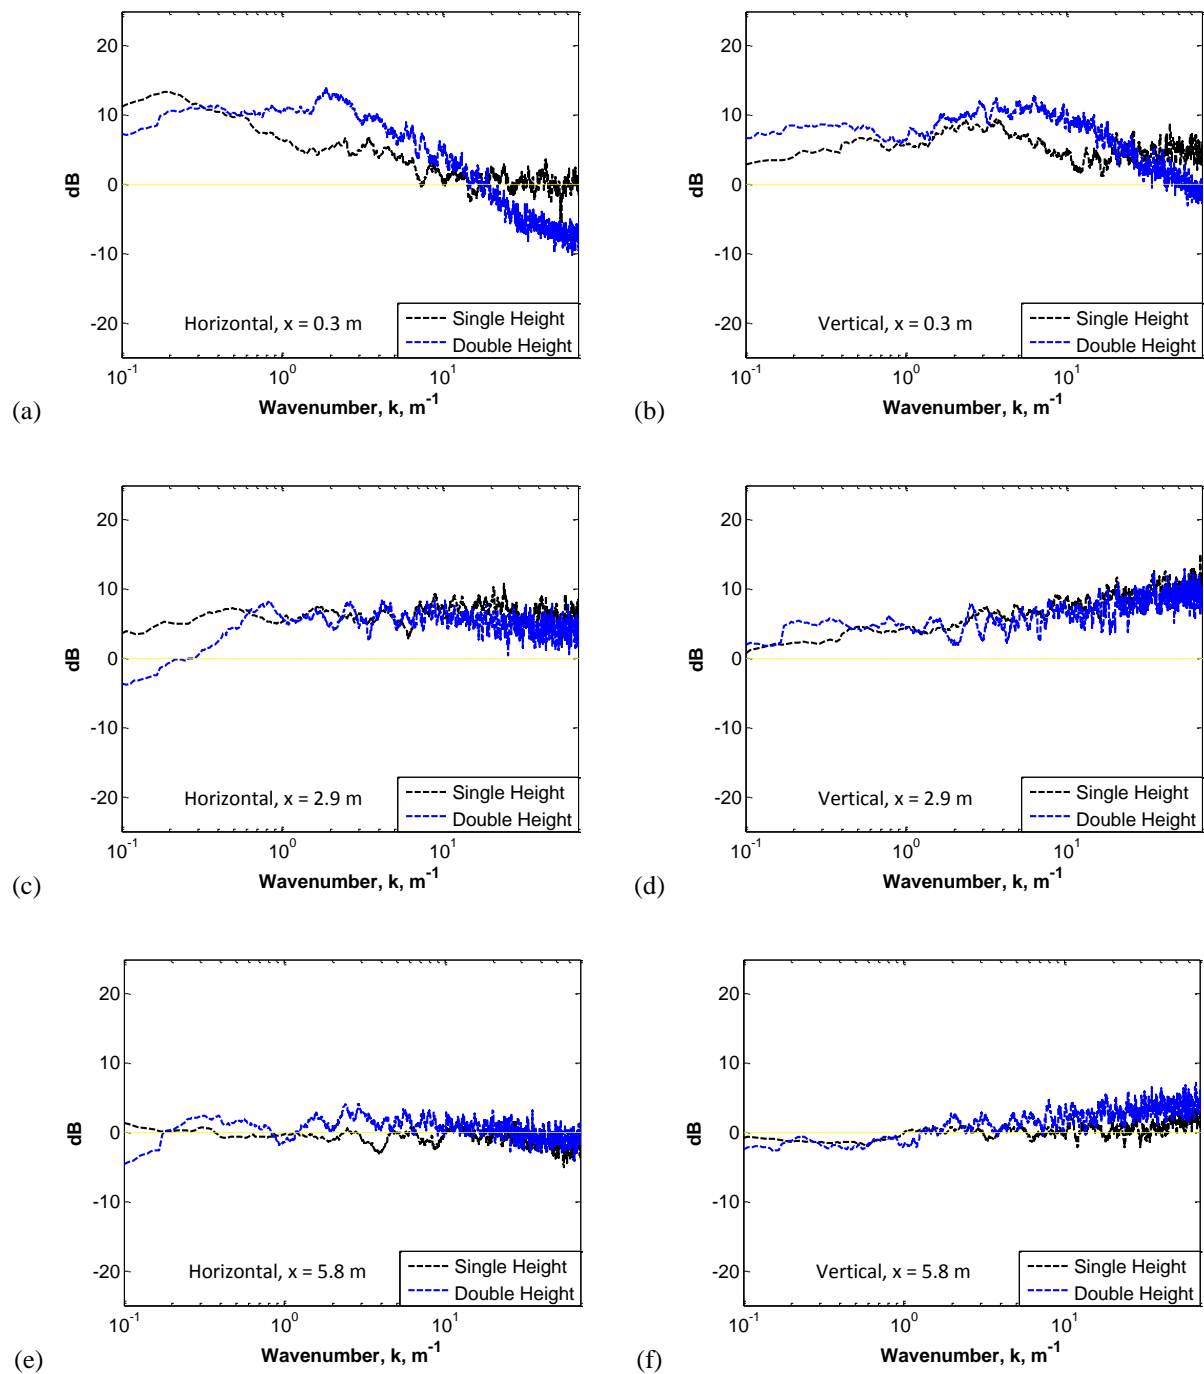 20
10
0
-10
-20
dB
Horizontal, x = 0.3 m
Single Height
Double Height
10-1
100
101
Wavenumber, k, m-1
(a)
20
10
0
-10
-20
dB
Vertical, x = 0.3 m
Single Height
Double Height
10-1
100
101
Wavenumber, k, m-1
(b)
20
10
0
-10
-20
dB
Horizontal, x = 2.9 m
Single Height
Double Height
10-1
100
101
Wavenumber, k, m-1
(c)
20
10
0
-10
-20
dB
Vertical, x = 2.9 m
Single Height
Double Height
10-1
100
101
Wavenumber, k, m-1
(d)
20
10
0
-10
-20
dB
Horizontal, x = 5.8 m
Single Height
Double Height
10-1
100
101
Wavenumber, k, m-1
(e)
20
10
0
-10
-20
dB
Vertical, x = 5.8 m
Single Height
Double Height
10-1
100
101
Wavenumber, k, m-1
(f)